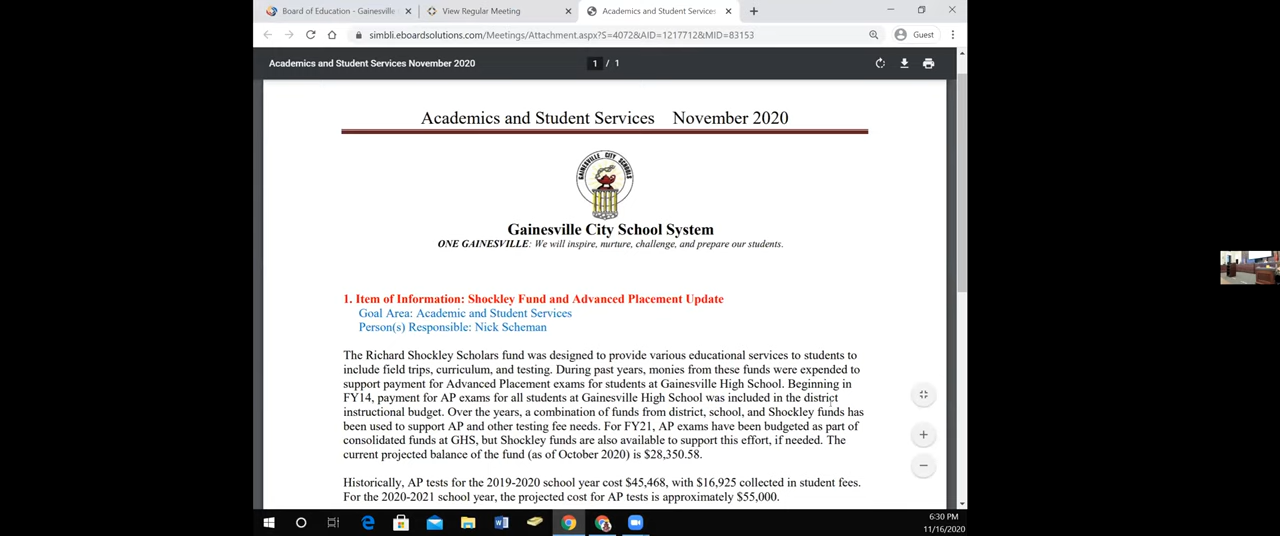 Board of Education - Gainesville
View Regular Meeting
Academics and Student Services
simbli.eboardsolutions.com/Meetings/Attachment.aspx?S=4072&AID=1217712&MID=83153
Guest
Academics and Student Services November 2020
1 / 1
Academics and Student Services November 2020
GAINESVILLE CITY SCHOOLS
Gainesville City School System
ONE GAINESVILLE: We will inspire, nurture, challenge, and prepare our students.
1. Item of Information: Shockley Fund and Advanced Placement Update
Goal Area: Academic and Student Services
Person(s) Responsible: Nick Scheman
The Richard Shockley Scholars fund was designed to provide various educational services to students to
include field trips, curriculum, and testing. During past years, monies from these funds were expended to
support payment for Advanced Placement exams for students at Gainesville High School. Beginning in
FY14, payment for AP exams for all students at Gainesville High School was included in the district
instructional budget. Over the years, a combination of funds from district, school, and Shockley funds has
been used to support AP and other testing fee needs. For FY21, AP exams have been budgeted as part of
consolidated funds at GHS, but Shockley funds are also available to support this effort, if needed. The
current projected balance of the fund (as of October 2020) is $28,350.58.
Historically, AP tests for the 2019-2020 school year cost $45,468, with $16,925 collected in student fees.
For the 2020-2021 school year, the projected cost for AP tests is approximately $55,000.
6:30 PM
11/16/2020